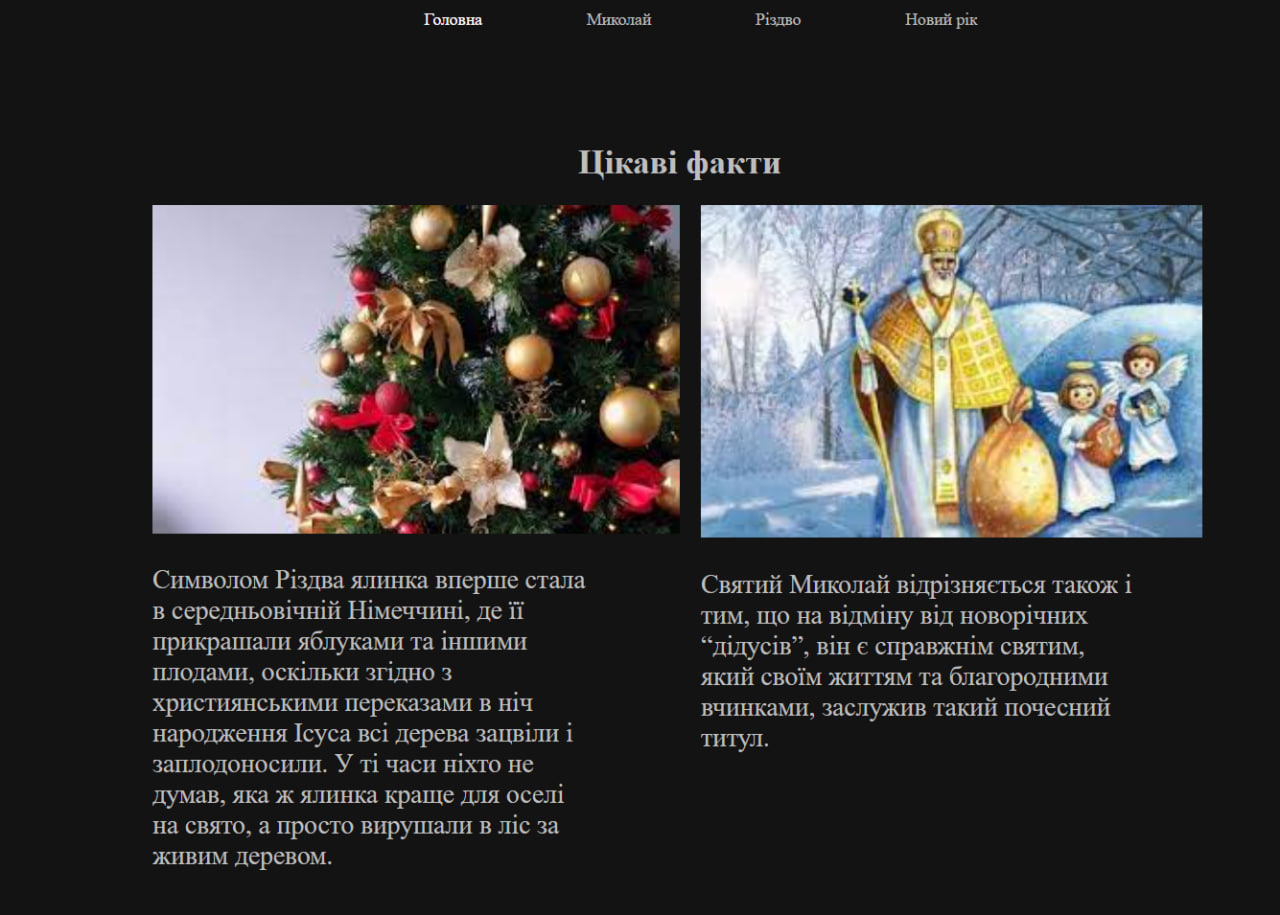 Головна Миколай Різдво Новий рік
Цікаві факти
Символом Різдва ялинка вперше стала
в середньовічній Німеччині, де її
прикрашали яблуками та іншими
плодами, оскільки згідно з
християнськими переказами в ніч
народження Ісуса всі дерева зацвіли і
заплодоносили. У ті часи ніхто не
думав, яка ж ялинка краще для оселі
на свято, а просто вирушали в ліс за
живим деревом.
Святий Миколай відрізняється також і
тим, що на відміну від новорічних
“дідусів”, він є справжнім святим,
який своїм життям та благородними
вчинками, заслужив такий почесний
титул.